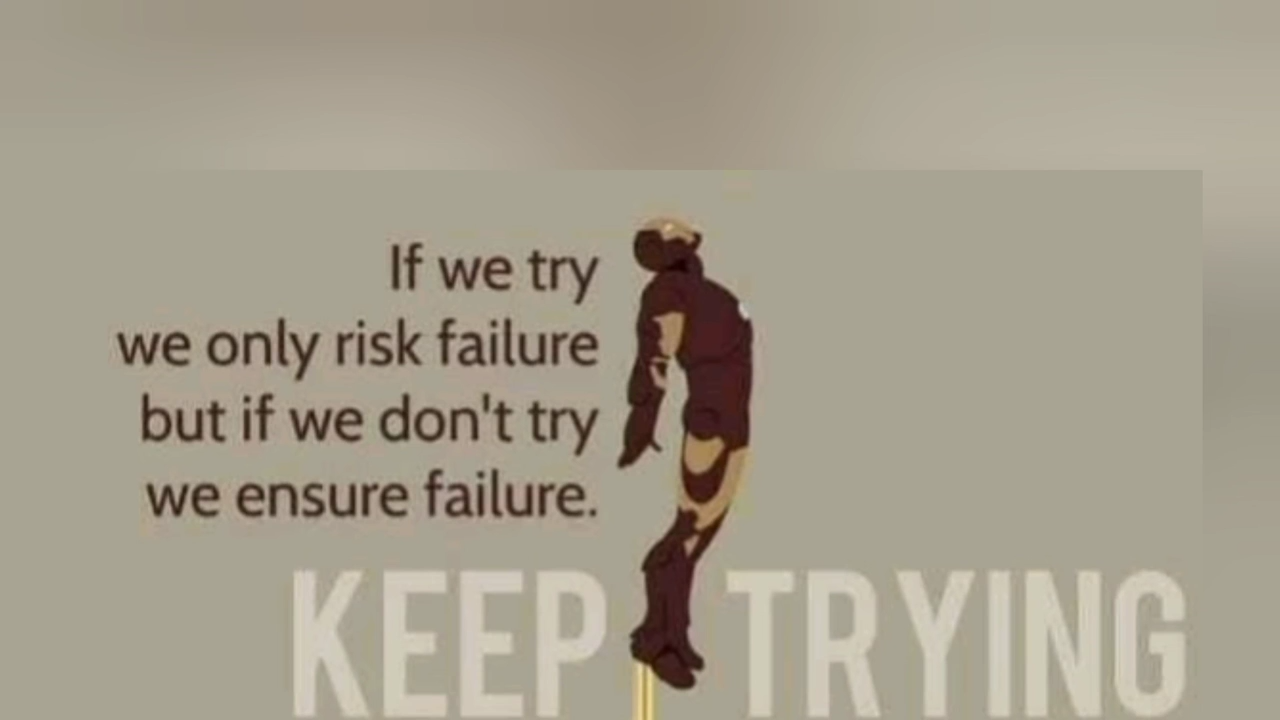 If we try
we only risk failure
but if we don't try
we ensure failure.
KEEP TRYING